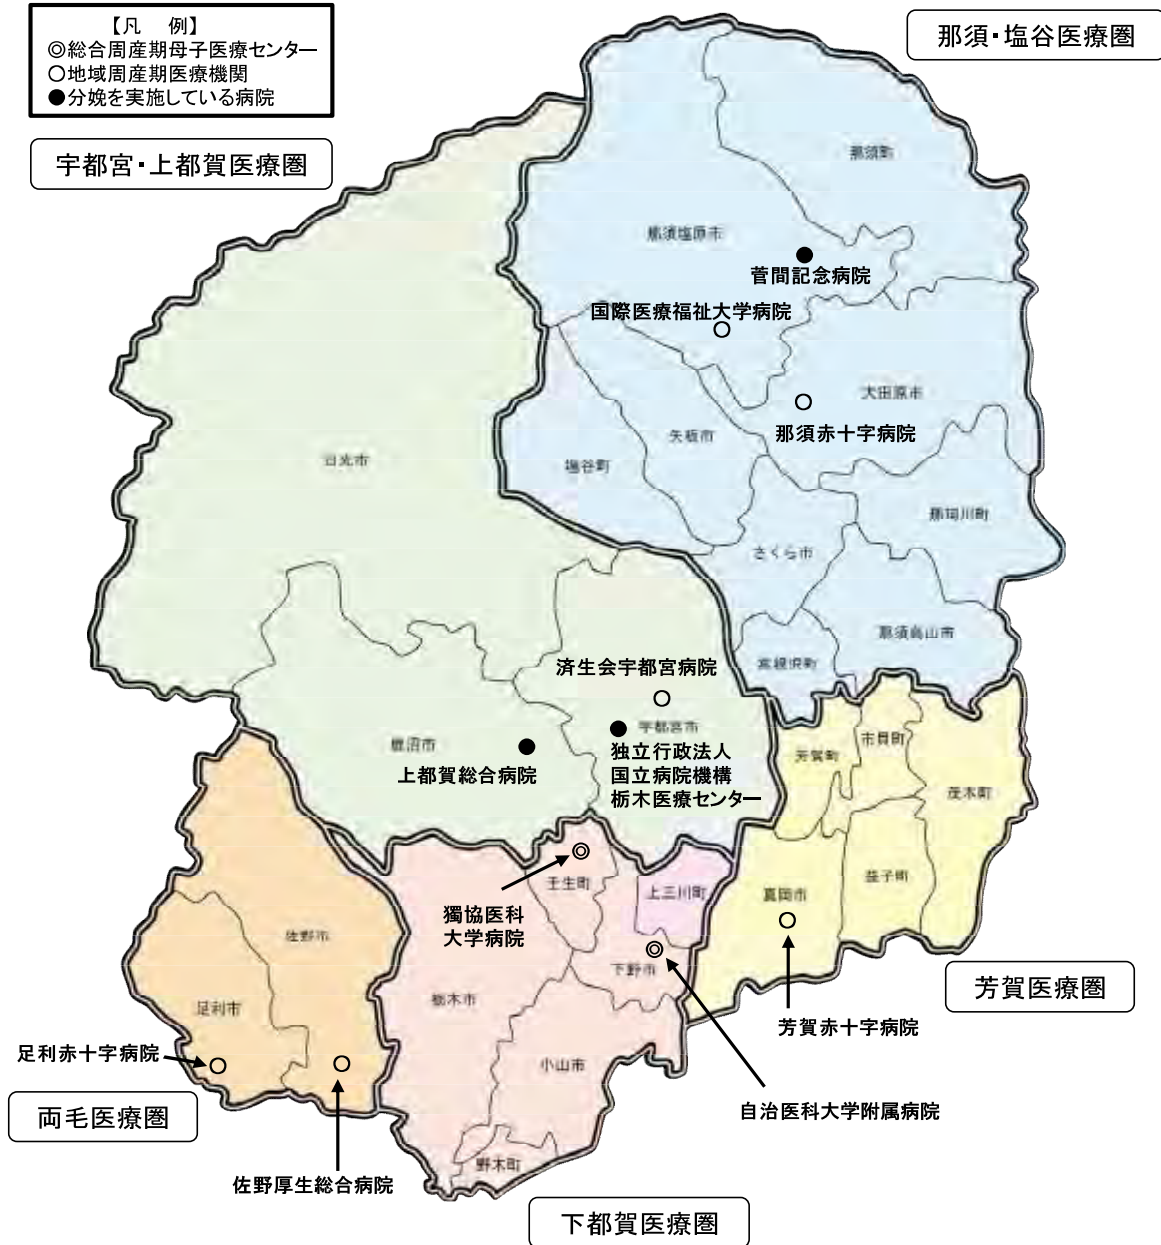 【凡　例】
◎総合周産期母子医療センター
○地域周産期医療機関
●分娩を実施している病院
那須・塩谷医療圏
宇都宮・上都賀医療圏
那須町
那須塩原市
菅間記念病院
国際医療福祉大学病院
大田原市
那須赤十字病院
矢板市
日光市
塩谷町
那珂川町
さくら市
那須烏山市
高根沢町
済生会宇都宮病院
宇都宮市
鹿沼市
上都賀総合病院
独立行政法人
国立病院機構
栃木医療センター
芳賀町
市貝町
茂木町
壬生町
上三川町
真岡市
益子町
獨協医科
大学病院
佐野市
下野市
栃木市
芳賀医療圏
足利市
芳賀赤十字病院
足利赤十字病院
小山市
自治医科大学附属病院
両毛医療圏
野木町
佐野厚生総合病院
下都賀医療圏